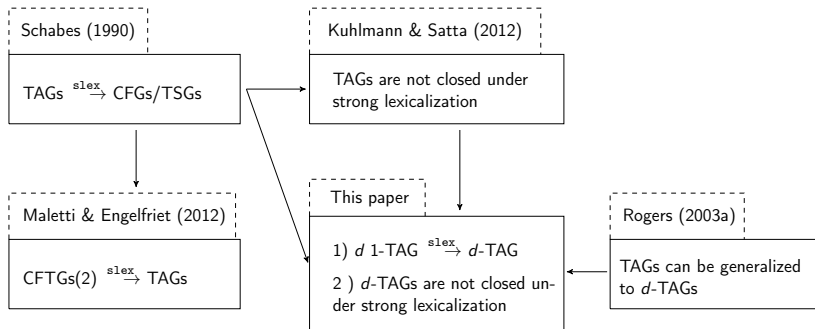 Schabes (1990)
TAGs slex→ CFGs/TSGs
Kuhlmann & Satta (2012)
TAGs are not closed under
strong lexicalization
Maletti & Engelfriet (2012)
CFTGs(2) slex→ TAGs
This paper
1) d 1-TAG slex→ d-TAG
2 ) d-TAGs are not closed un-
der strong lexicalization
Rogers (2003a)
TAGs can be generalized
to d-TAGs